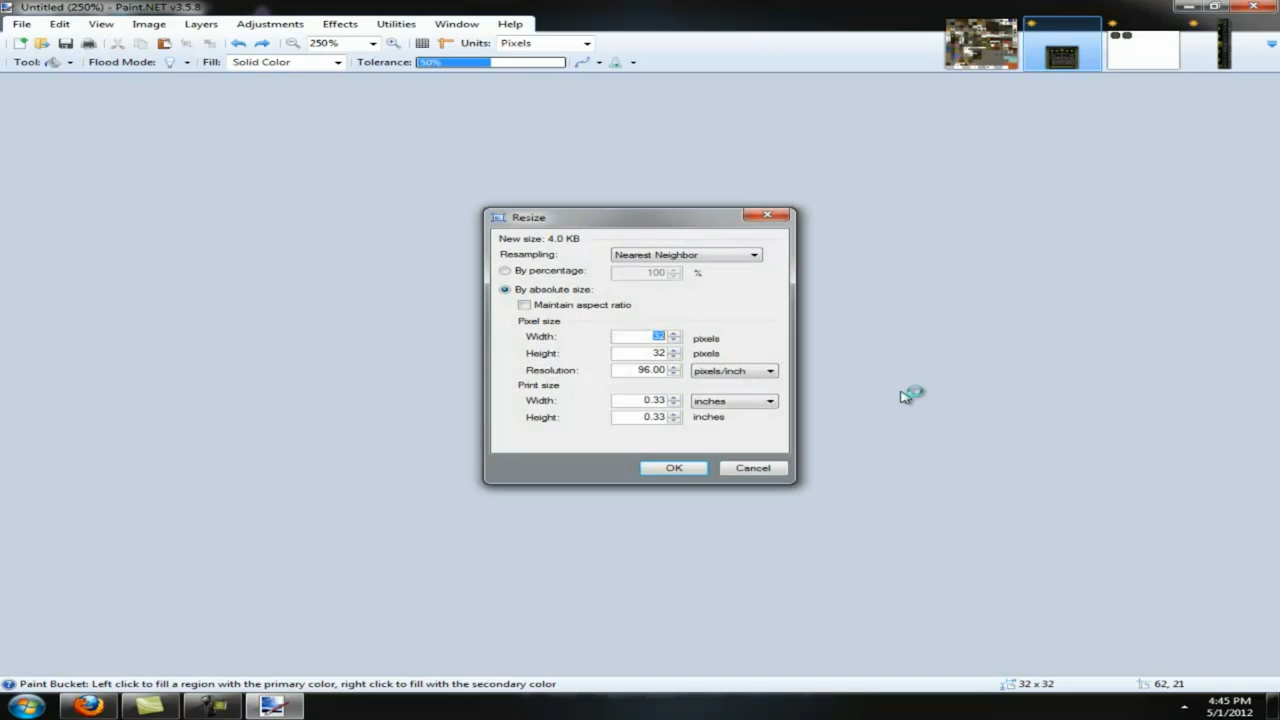 Untitled (250%) - Paint.NET v3.5.8
File Edit View Image Layers Adjustments Effects Utilities Window Help
250% Units: Pixels
Tool: Flood Mode: Fill: Solid Color Tolerance: 50%
Resize
New size: 4.0 KB
Resampling: Nearest Neighbor
By percentage: 100 %
By absolute size:
Maintain aspect ratio
Pixel size
Width: 32 pixels
Height: 32 pixels
Resolution: 96.00 pixels/inch
Print size
Width: 0.33 inches
Height: 0.33 inches
OK Cancel
Paint Bucket: Left click to fill a region with the primary color, right click to fill with the secondary color 32 x 32 62, 21
4:45 PM
5/1/2012